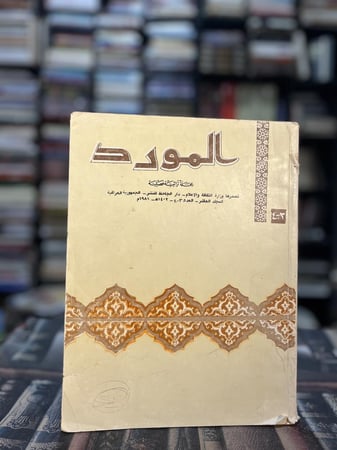 المورد
مجلة تراثية فصلية
تصدرها وزارة الثقافة والاعلام - دار الجاحظ للنشر - الجمهورية العراقية
المجلد العاشر - العدد ٣-٤ - ١٤٠٢هـ - ١٩٨١م
٣-٤